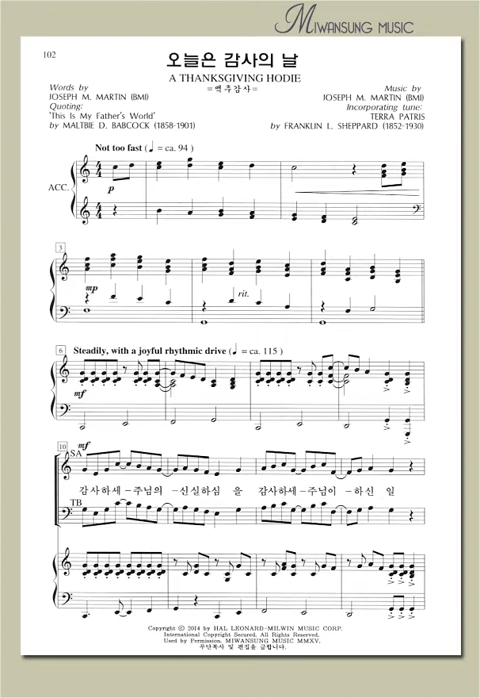 MIWANSUNG MUSIC
102
오늘은 감사의 날
A THANKSGIVING HODIE
=맥추감사=
Words by
JOSEPH M. MARTIN (BMI)
Quoting:
'This Is My Father's World'
by MALTBIE D. BABCOCK (1858-1901)
Music by
JOSEPH M. MARTIN (BMI)
Incorporating tune:
TERRA PATRIS
by FRANKLIN L. SHEPPARD (1852-1930)
Not too fast (♩ = ca. 94 )
ACC.
p
3
mp
rit.
6
Steadily, with a joyful rhythmic drive (♩ = ca. 115 )
mf
10
mf
SA
감사하세-주님의 -신실하심 을 감사하세-주님이 -하신 일
TB
Copyright © 2014 by HAL LEONARD-MILWIN MUSIC CORP.
International Copyright Secured. All Rights Reserved.
Used by Permission. MIWANSUNG MUSIC MMXV.
무단복사 및 편집을 금합니다.